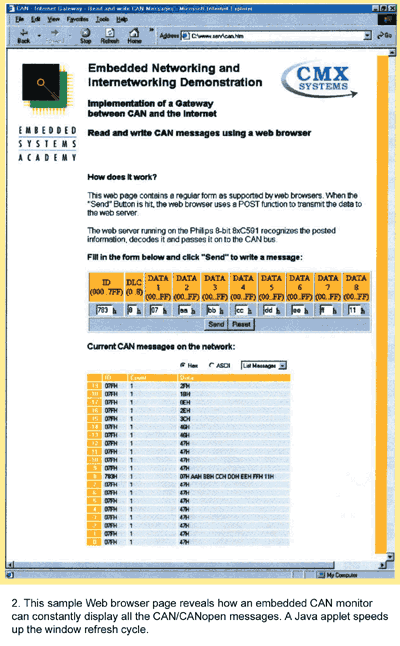 CAN - Internet Gateway - Read and write CAN Messages - Microsoft Internet Explorer
File Edit View Favorites Tools Help
Back Stop Refresh Home Address C:\www.serv\can.htm Go
Embedded Networking and
Internetworking Demonstration
CMX
SYSTEMS
Implementation of a Gateway
between CAN and the Internet
EMBEDDED
SYSTEMS
ACADEMY
Read and write CAN messages using a web browser
How does it work?
This web page contains a regular form as supported by web browsers. When the
"Send" Button is hit, the web browser uses a POST function to transmit the data to
the web server.
The web server running on the Philips 8-bit 8xC591 recognizes the posted
information, decodes it and passes it on to the CAN bus.
Fill in the form below and click "Send" to write a message:
ID DLC DATA DATA DATA DATA DATA DATA DATA DATA
1 2 3 4 5 6 7 8
(000..7FF) (0..8) (00..FF) (00..FF) (00..FF) (00..FF) (00..FF) (00..FF) (00..FF) (00..FF)
783 h 8 h 07 h aa h bb h cc h dd h ee h ff h 11 h
Send Reset
Current CAN messages on the network:
Hex ASCII List Messages
ID Count Data
07FH 1 2FH
07FH 1 1BH
17 07FH 1 0EH
16 07FH 1 2EH
15 07FH 1 3CH
14 07FH 1 46H
13 07FH 1 46H
12 07FH 1 47H
11 07FH 1 47H
10 07FH 1 47H
9 07FH 1 47H
8 783H 1 07H AAH BBH CCH DDH EEH FFH 11H
7 07FH 1 47H
6 07FH 1 47H
5 07FH 1 47H
4 07FH 1 47H
3 07FH 1 47H
2 07FH 1 47H
1 07FH 1 47H
0 07FH 1 47H
My Computer
2. This sample Web browser page reveals how an embedded CAN monitor
can constantly display all the CAN/CANopen messages. A Java applet speeds
up the window refresh cycle.